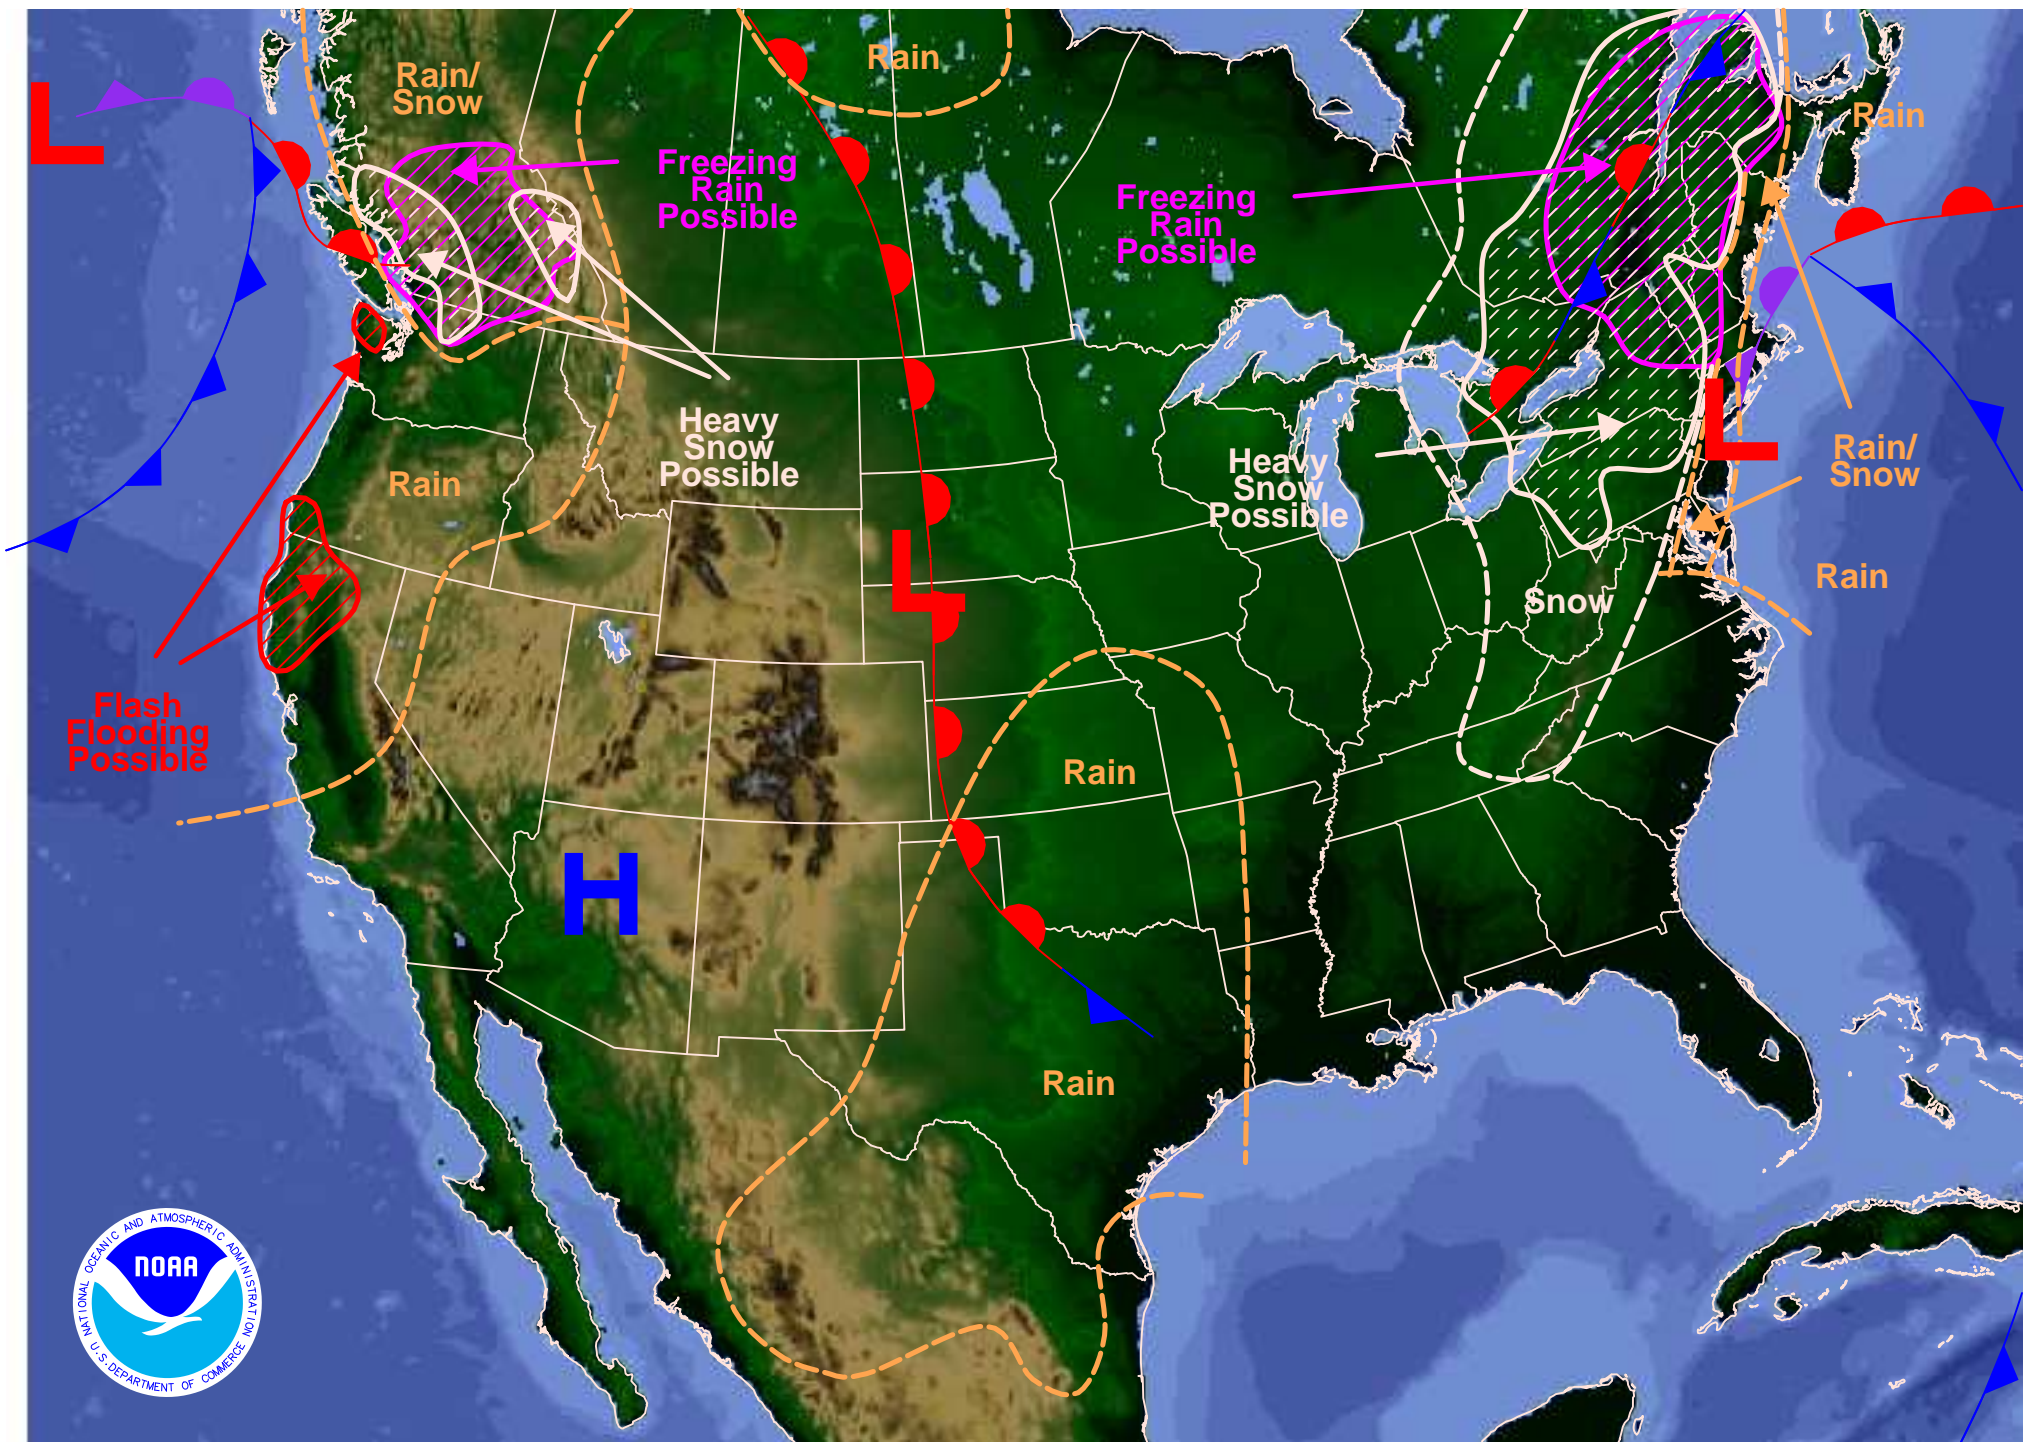 Rain/
Snow
Rain
L
Freezing
Rain
Possible
Freezing
Rain
Possible
Rain
Heavy
Snow
Possible
Rain
Heavy
Snow
Possible
L
Rain/
Snow
L
Rain
Snow
Flash
Flooding
Possible
Rain
H
Rain
NATIONAL OCEANIC AND ATMOSPHERIC ADMINISTRATION
NOAA
U.S. DEPARTMENT OF COMMERCE